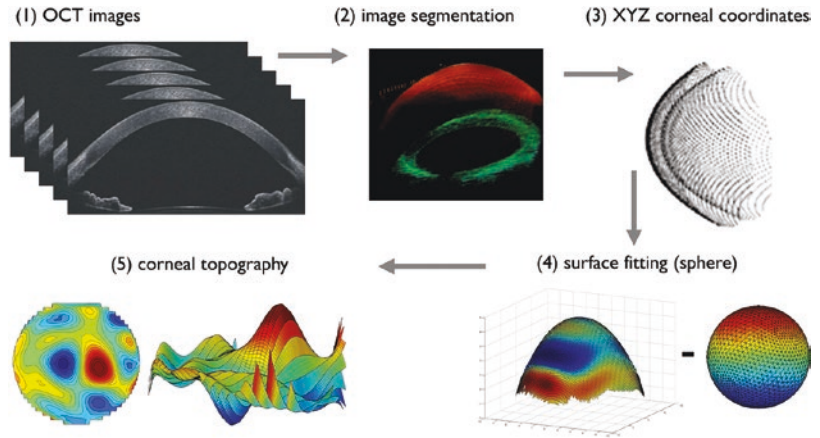 (1) OCT images
(2) image segmentation
(3) XYZ corneal coordinates
(5) corneal topography
(4) surface fitting (sphere)